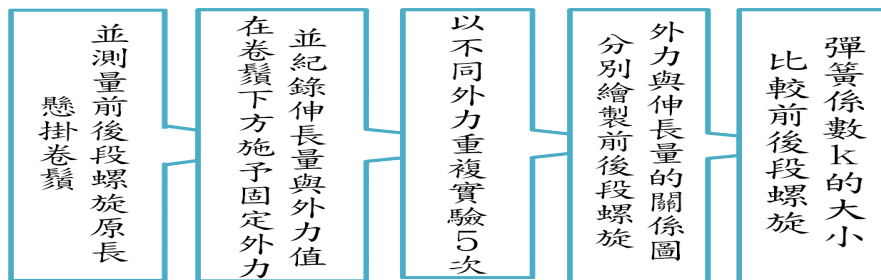 懸掛卷鬚
並測量前後段螺旋原長
在卷鬚下方施予固定外力
並紀錄伸長量與外力值
以不同外力重複實驗5次
分別繪製前後段螺旋
外力與伸長量的關係圖
比較前後段螺旋
彈簧係數k的大小